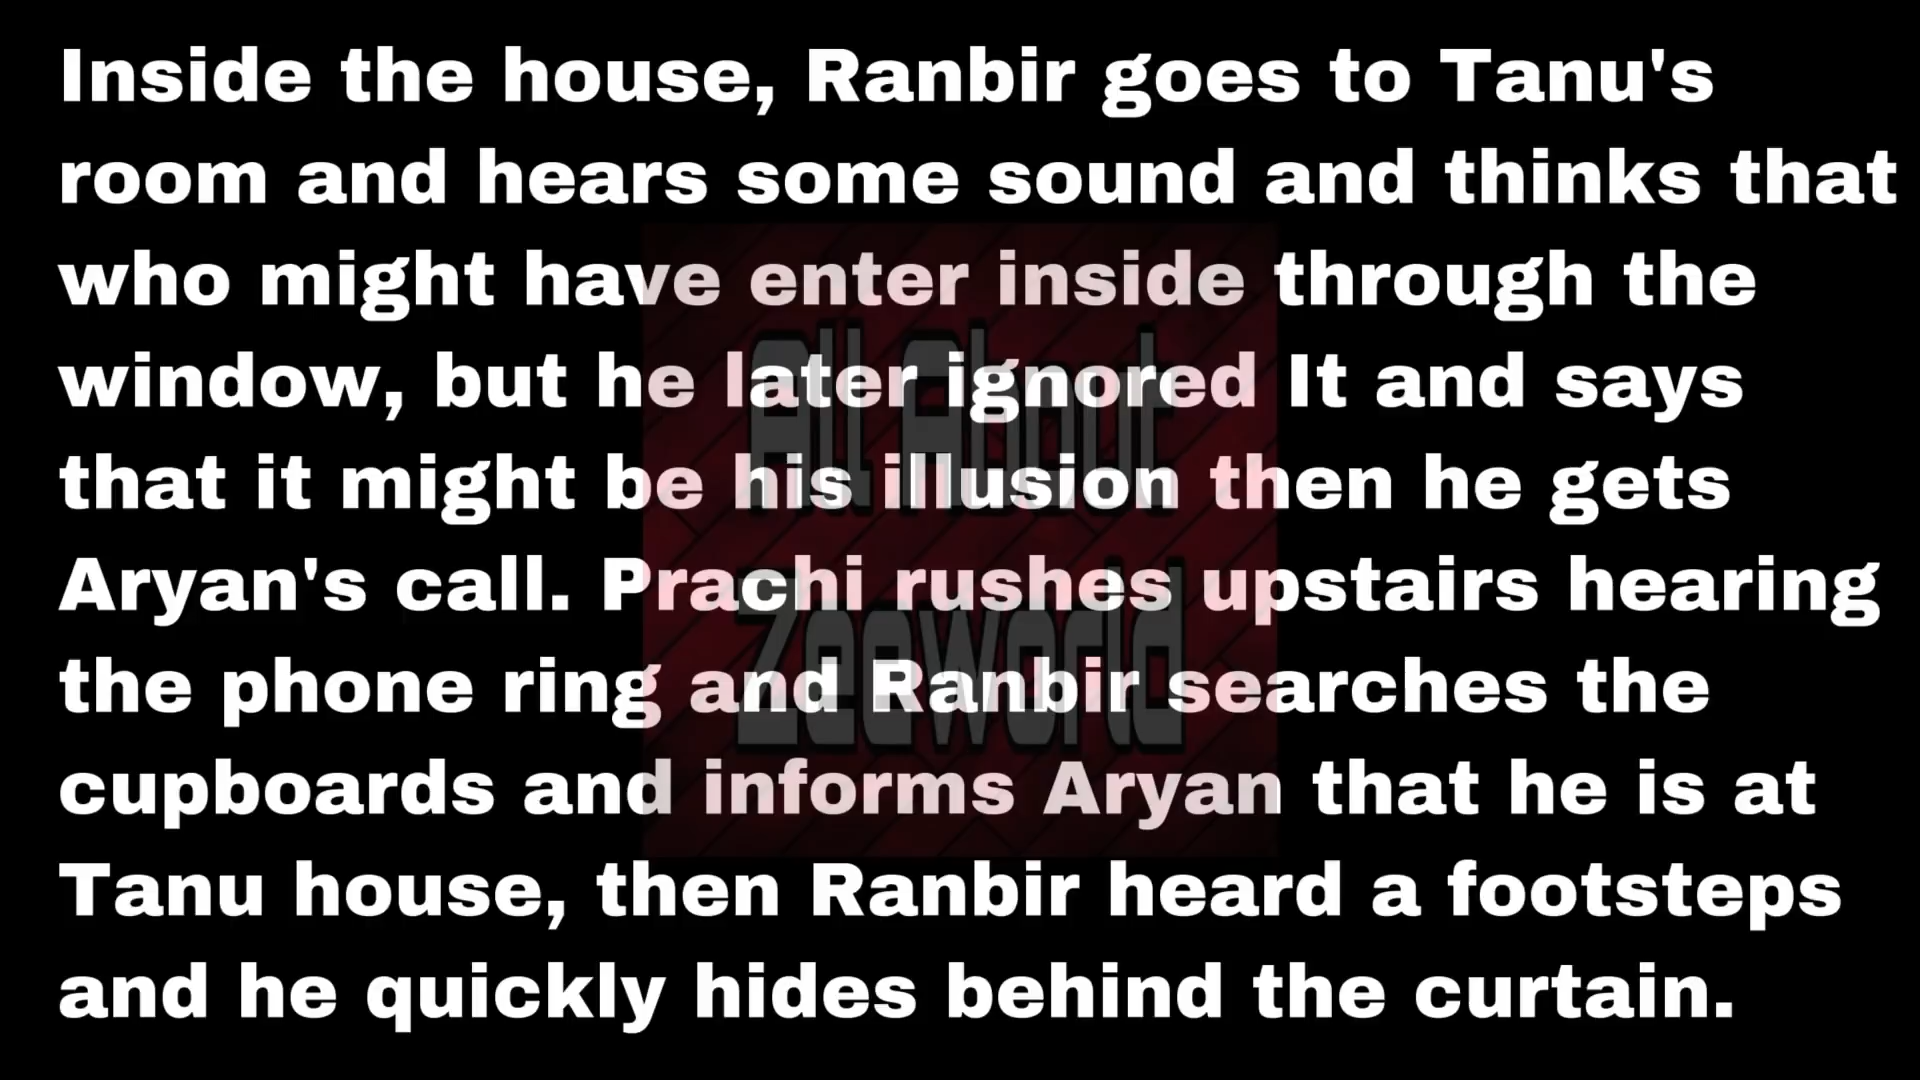 Inside the house, Ranbir goes to Tanu's
room and hears some sound and thinks that
who might have enter inside through the
window, but he later ignored It and says
that it might be his illusion then he gets
Aryan's call. Prachi rushes upstairs hearing
the phone ring and Ranbir searches the
cupboards and informs Aryan that he is at
Tanu house, then Ranbir heard a footsteps
and he quickly hides behind the curtain.
All About
Zeeworld